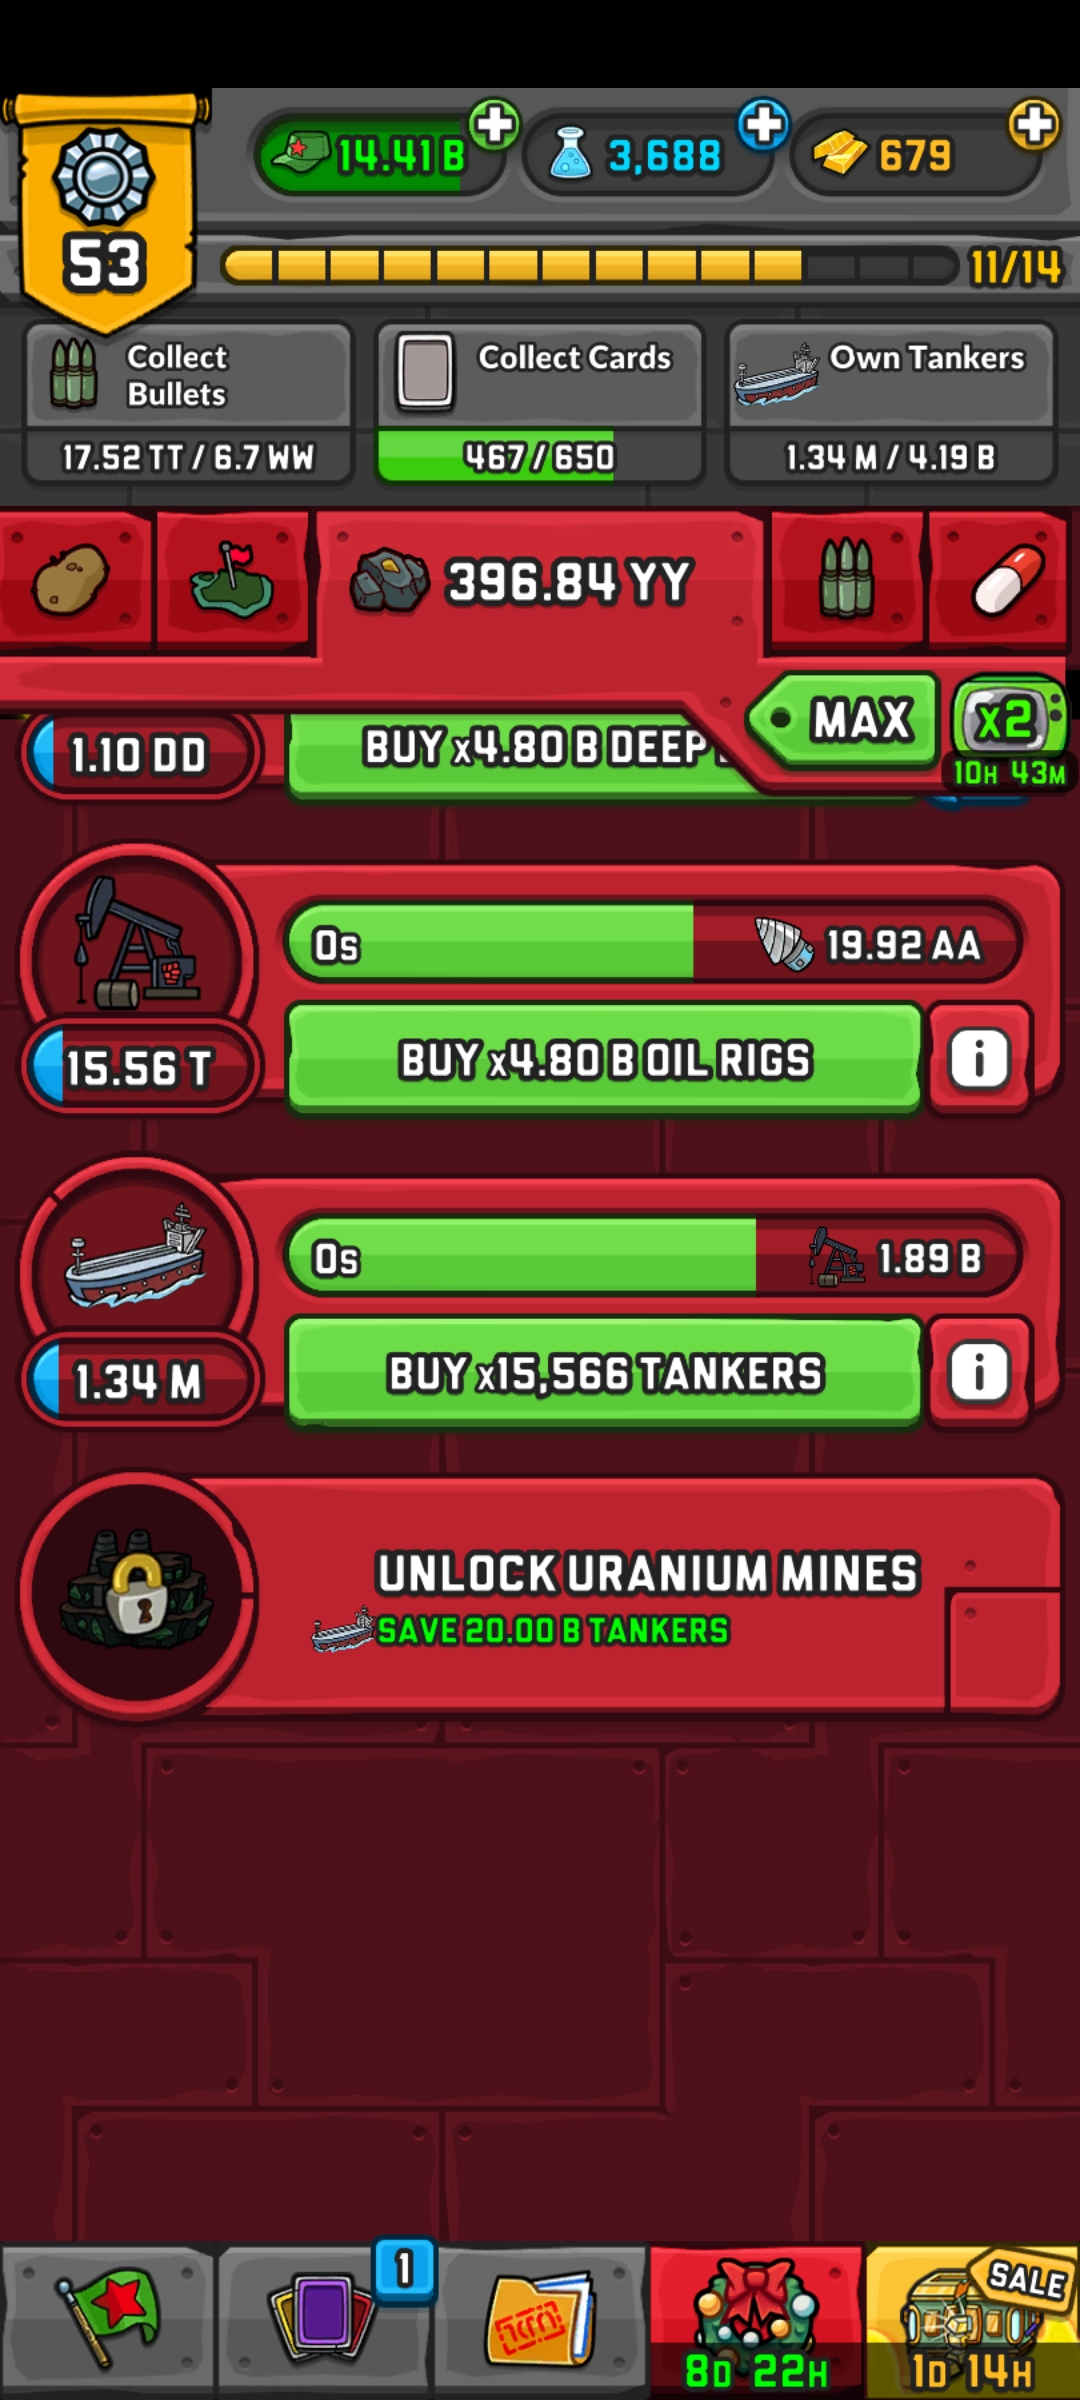 14.41 B
3,688
679
53
11/14
Collect
Bullets
17.52 TT / 6.7 WW
Collect Cards
467/650
Own Tankers
1.34 M / 4.19 B
396.84 YY
MAX
x2
10H 43M
1.10 DD
BUY x4.80 B DEEP
0s
19.92 AA
15.56 T
BUY x4.80 B OIL RIGS
i
0s
1.89 B
1.34 M
BUY x15,566 TANKERS
i
UNLOCK URANIUM MINES
SAVE 20.00 B TANKERS
1
8D 22H
SALE
1D 14H